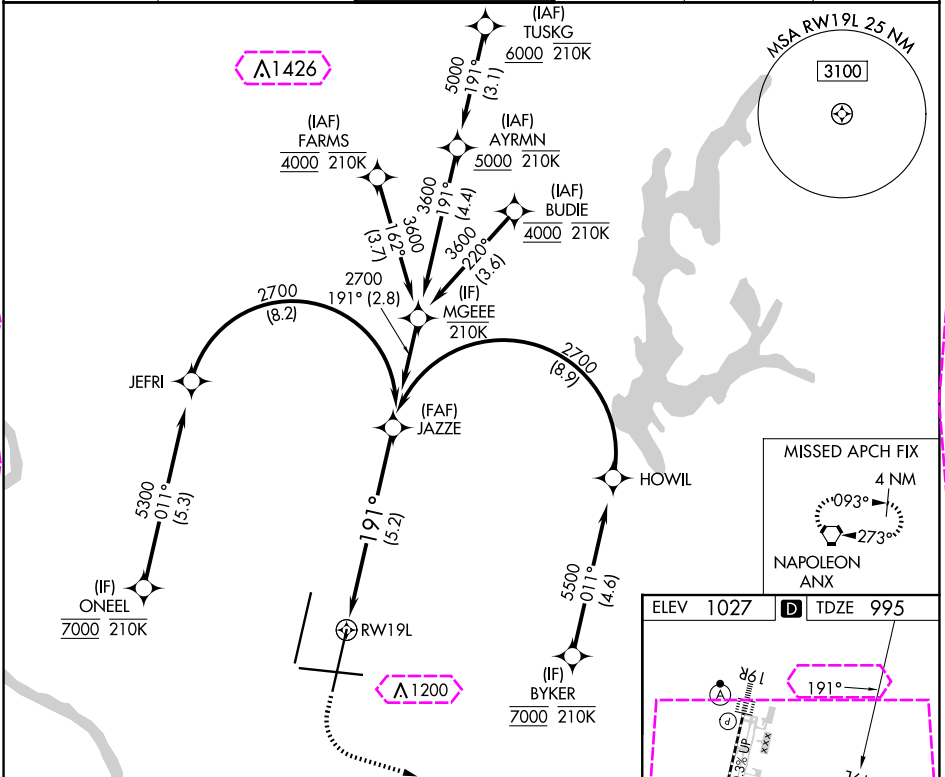 (IAF)
TUSKG
6000 210K
MSA RW19L 25 NM
3100
1426
5000
191°
(3.1)
(IAF)
FARMS
4000 210K
(IAF)
AYRMN
5000 210K
(IAF)
BUDIE
4000 210K
3600
191°
(4.4)
3600
162°
(3.7)
3600
220°
(3.6)
2700
191° (2.8)
(IF)
MGEEE
210K
2700
(8.2)
2700
(8.9)
JEFRI
(FAF)
JAZZE
HOWIL
5300
011°
(5.3)
191°
(5.2)
5500
011°
(4.6)
(IF)
ONEEL
7000 210K
RW19L
1200
(IF)
BYKER
7000 210K
MISSED APCH FIX
4 NM
093°
273°
NAPOLEON
ANX
ELEV 1027 D TDZE 995
19R
191°
A
P
3% UP
XXX